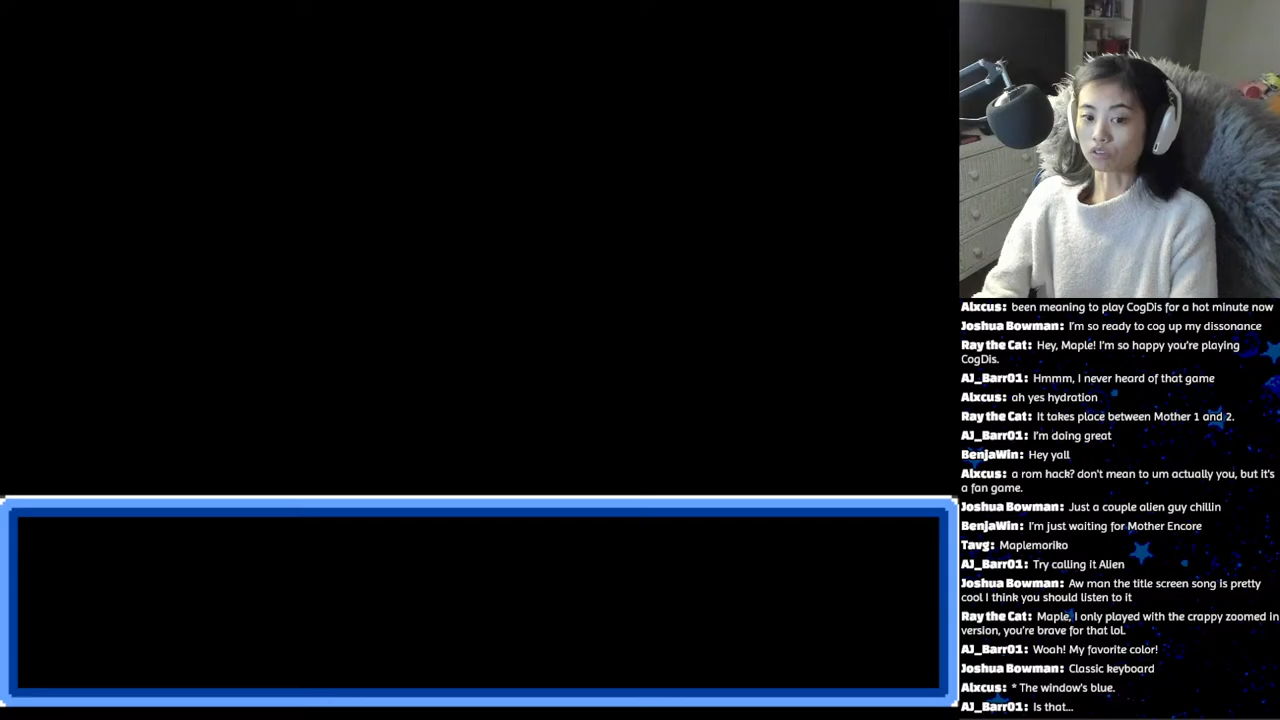 Alxcus: been meaning to play CogDis for a hot minute now
Joshua Bowman: I'm so ready to cog up my dissonance
Ray the Cat: Hey, Maple! I'm so happy you're playing
CogDis.
AJ_Barr01: Hmmm, I never heard of that game
Alxcus: ah yes hydration
Ray the Cat: It takes place between Mother 1 and 2.
AJ_Barr01: I'm doing great
BenjaWin: Hey yall
Alxcus: a rom hack? don't mean to um actually you, but it's
a fan game.
Joshua Bowman: Just a couple alien guy chillin
BenjaWin: I'm just waiting for Mother Encore
Tavg: Maplemoriko
AJ_Barr01: Try calling it Alien
Joshua Bowman: Aw man the title screen song is pretty
cool I think you should listen to it
Ray the Cat: Maple, I only played with the crappy zoomed in
version, you're brave for that lol.
AJ_Barr01: Woah! My favorite color!
Joshua Bowman: Classic keyboard
Alxcus: * The window's blue.
AJ_Barr01: Is that...